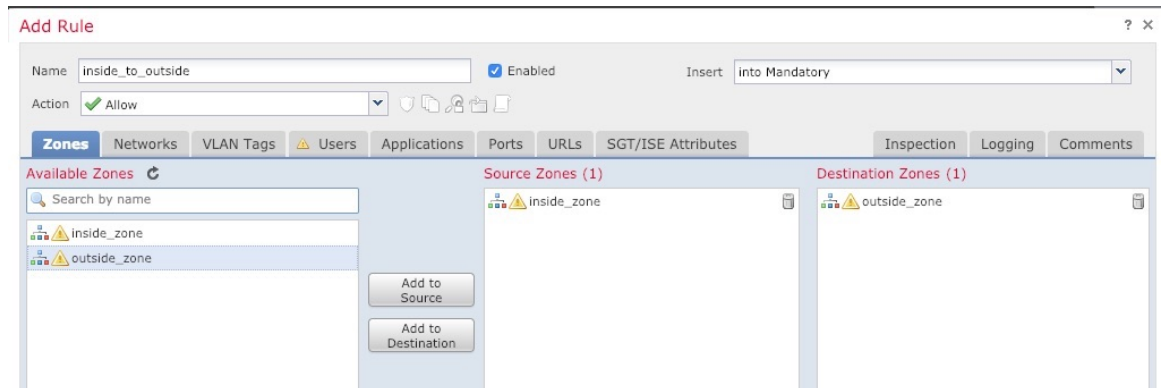 Add Rule
? ×
Name inside_to_outside Enabled Insert into Mandatory
Action Allow
Zones Networks VLAN Tags Users Applications Ports URLs SGT/ISE Attributes Inspection Logging Comments
Available Zones Source Zones (1) Destination Zones (1)
Search by name inside_zone outside_zone
inside_zone
outside_zone
Add to
Source
Add to
Destination